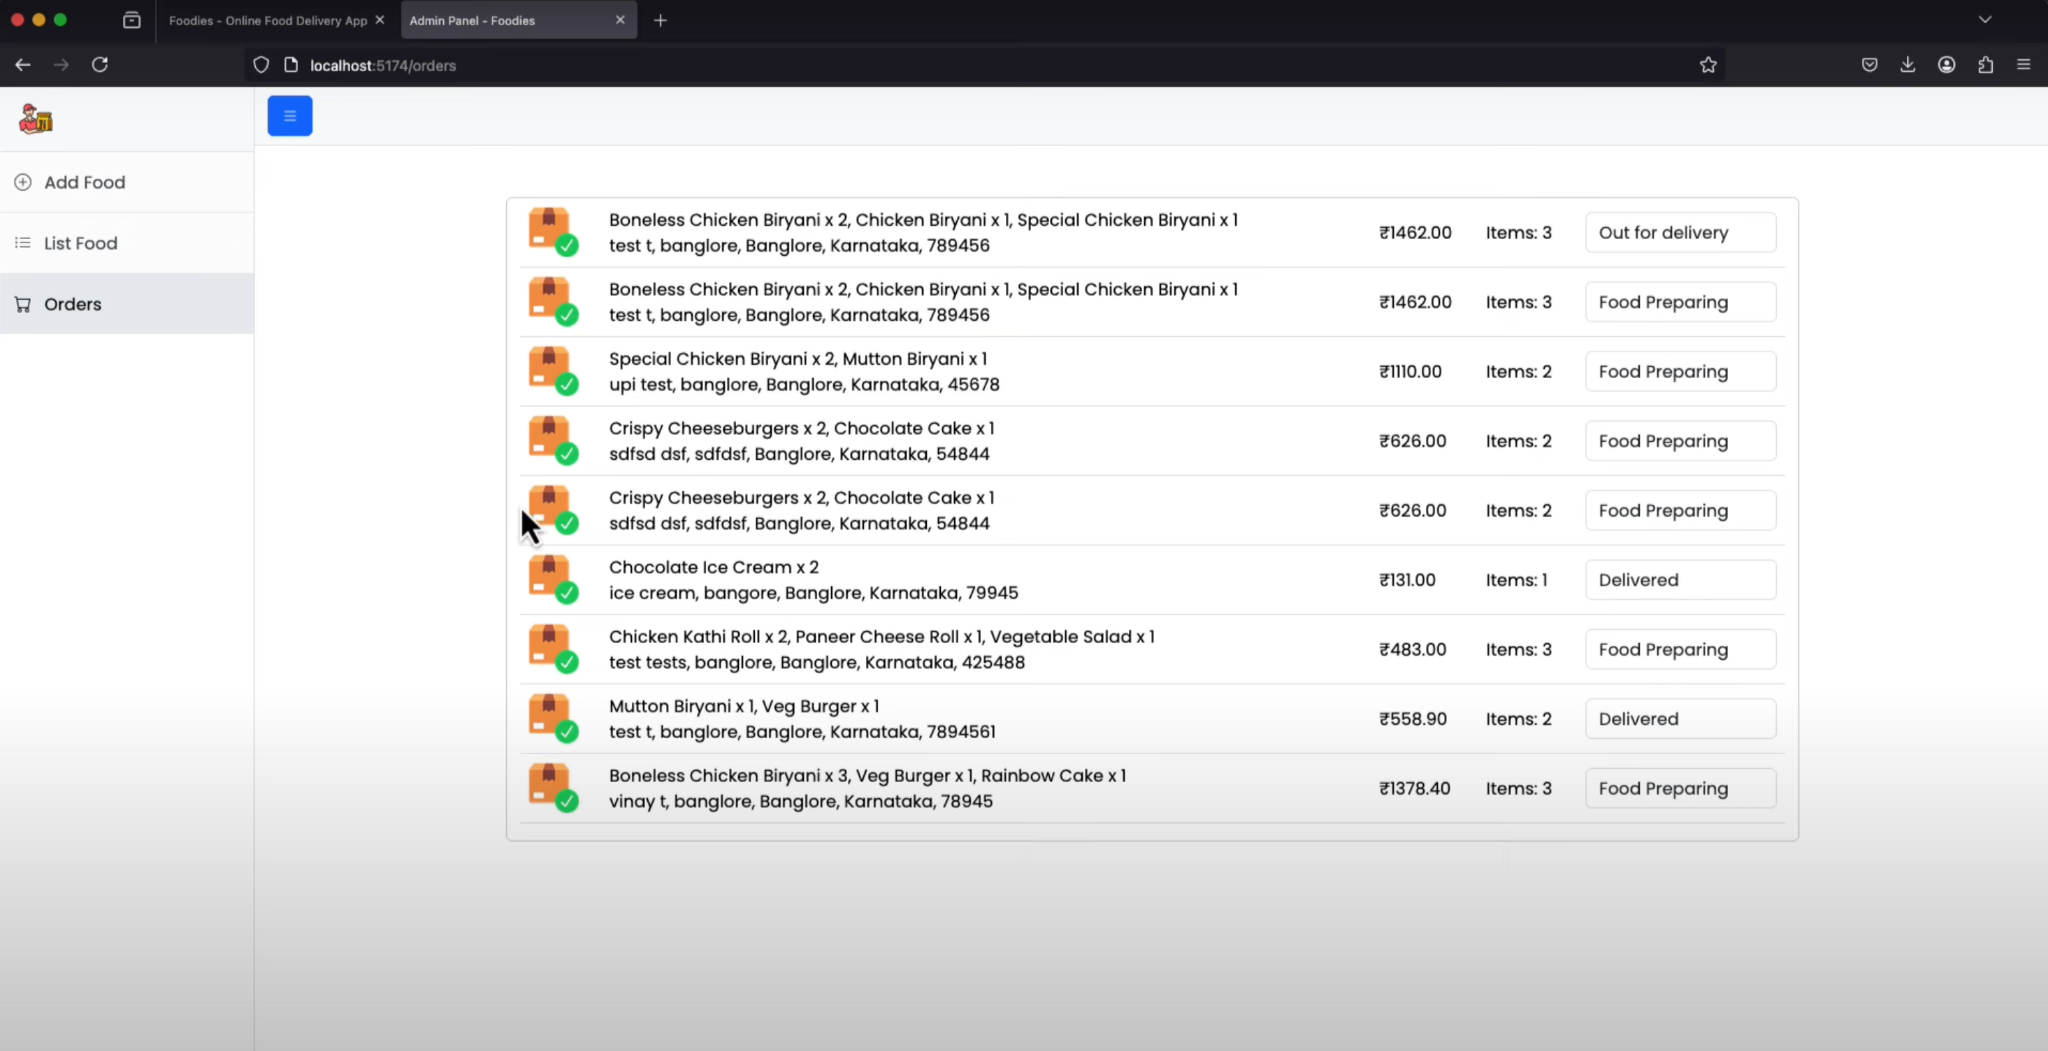 Foodies - Online Food Delivery App
Admin Panel - Foodies
localhost:5174/orders
Add Food
List Food
Orders
Boneless Chicken Biryani x 2, Chicken Biryani x 1, Special Chicken Biryani x 1
test t, banglore, Banglore, Karnataka, 789456
₹1462.00
Items: 3
Out for delivery
Boneless Chicken Biryani x 2, Chicken Biryani x 1, Special Chicken Biryani x 1
test t, banglore, Banglore, Karnataka, 789456
₹1462.00
Items: 3
Food Preparing
Special Chicken Biryani x 2, Mutton Biryani x 1
upi test, banglore, Banglore, Karnataka, 45678
₹1110.00
Items: 2
Food Preparing
Crispy Cheeseburgers x 2, Chocolate Cake x 1
sdfsd dsf, sdfdsf, Banglore, Karnataka, 54844
₹626.00
Items: 2
Food Preparing
Crispy Cheeseburgers x 2, Chocolate Cake x 1
sdfsd dsf, sdfdsf, Banglore, Karnataka, 54844
₹626.00
Items: 2
Food Preparing
Chocolate Ice Cream x 2
ice cream, bangore, Banglore, Karnataka, 79945
₹131.00
Items: 1
Delivered
Chicken Kathi Roll x 2, Paneer Cheese Roll x 1, Vegetable Salad x 1
test tests, banglore, Banglore, Karnataka, 425488
₹483.00
Items: 3
Food Preparing
Mutton Biryani x 1, Veg Burger x 1
test t, banglore, Banglore, Karnataka, 7894561
₹558.90
Items: 2
Delivered
Boneless Chicken Biryani x 3, Veg Burger x 1, Rainbow Cake x 1
vinay t, banglore, Banglore, Karnataka, 78945
₹1378.40
Items: 3
Food Preparing